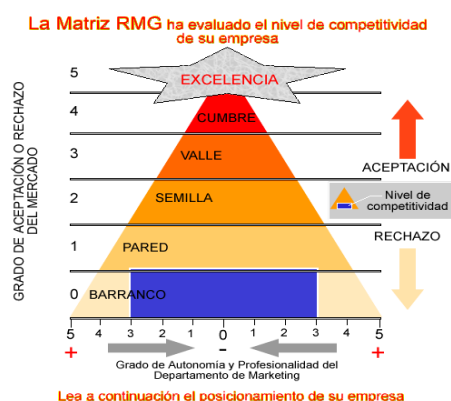 La Matriz RMG ha evaluado el nivel de competitividad
de su empresa
GRADO DE ACEPTACIÓN O RECHAZO
DEL MERCADO
5
EXCELENCIA
4
CUMBRE
3
VALLE
ACEPTACIÓN
2
SEMILLA
Nivel de
competitividad
RECHAZO
1
PARED
0
BARRANCO
5 4 3 2 1 0 1 2 3 4 5
+ - +
Grado de Autonomía y Profesionalidad del
Departamento de Marketing
Lea a continuación el posicionamiento de su empresa